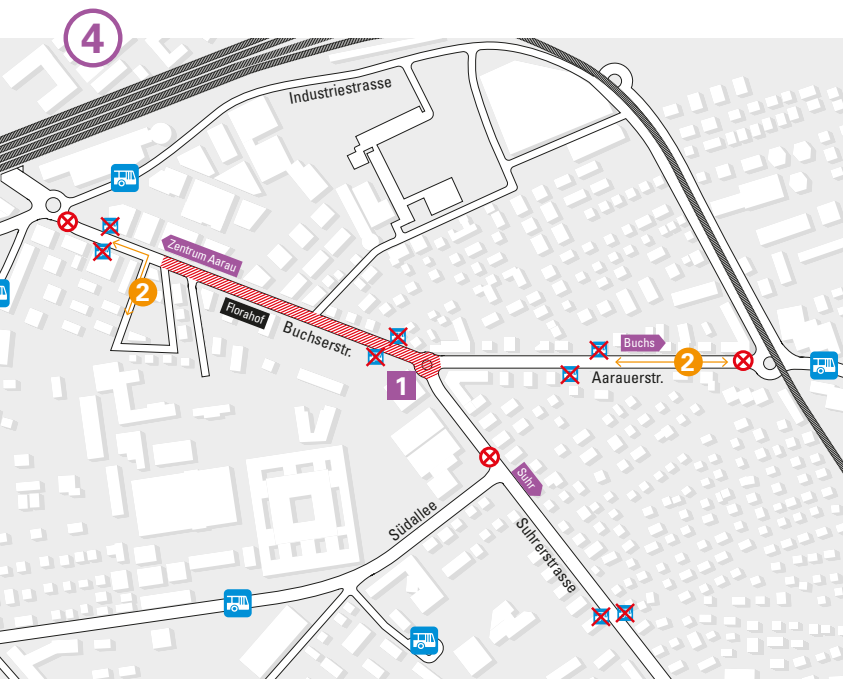 4
Industriestrasse
Zentrum Aarau
2
Florahof
Buchserstr.
Buchs
2
Aarauerstr.
1
Suhr
Südallee
Suhrerstrasse